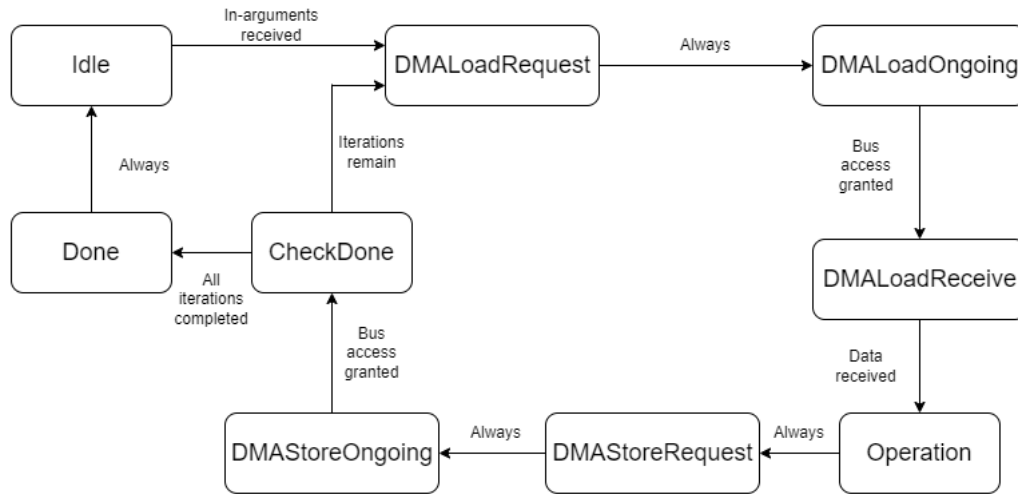 In-arguments
received
Idle
DMALoadRequest
Always
DMALoadOngoing
Iterations
remain
Bus
access
granted
Always
Done
CheckDone
All
iterations
completed
DMALoadReceive
Bus
access
granted
Data
received
DMAStoreOngoing
Always
DMAStoreRequest
Always
Operation